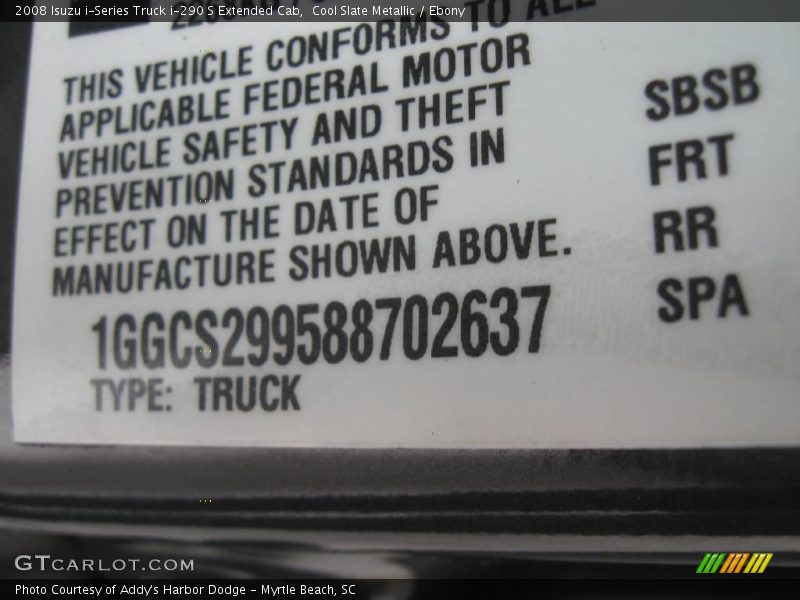 2008 Isuzu i-Series Truck i-290 S Extended Cab,  Cool Slate Metallic / Ebony
THIS VEHICLE CONFORMS TO ALL
APPLICABLE FEDERAL MOTOR
VEHICLE SAFETY AND THEFT
PREVENTION STANDARDS IN
EFFECT ON THE DATE OF
MANUFACTURE SHOWN ABOVE.
1GGCS299588702637
TYPE: TRUCK
SBSB
FRT
RR
SPA
GTCARLOT.COM
Photo Courtesy of Addy's Harbor Dodge - Myrtle Beach, SC